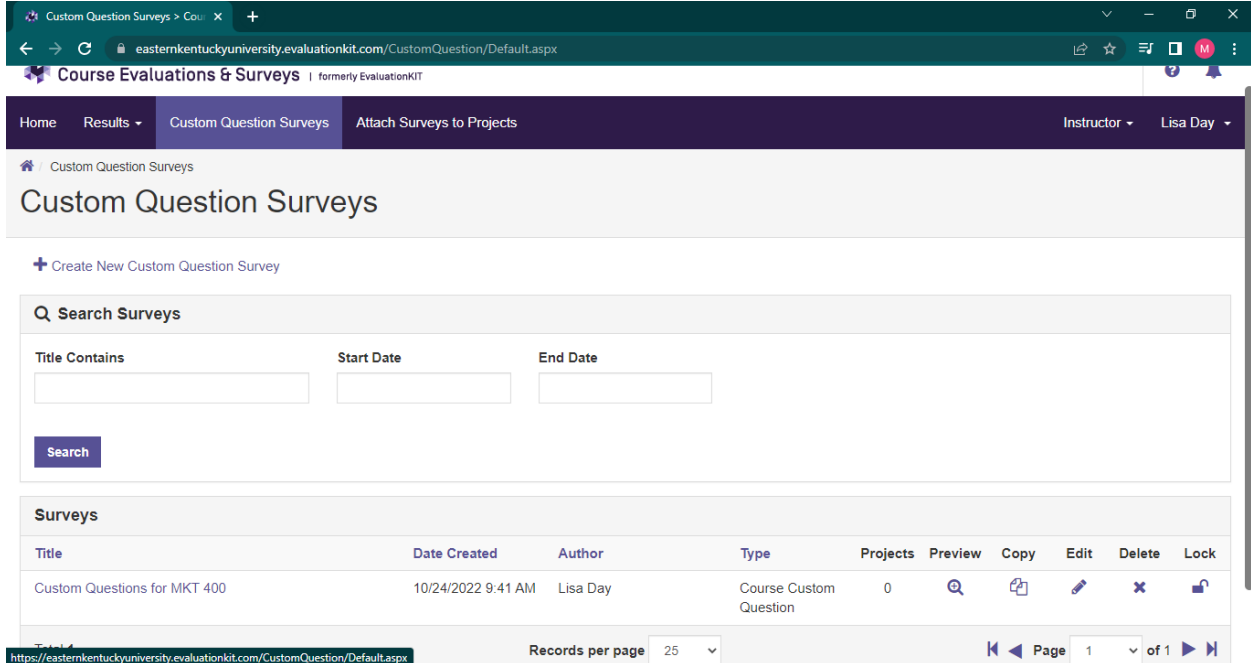 Custom Question Surveys > Cou
easternkentuckyuniversity.evaluationkit.com/CustomQuestion/Default.aspx
M
Course Evaluations & Surveys | formerly EvaluationKIT
Home Results Custom Question Surveys Attach Surveys to Projects Instructor Lisa Day
/ Custom Question Surveys
Custom Question Surveys
+ Create New Custom Question Survey
Search Surveys
Title Contains Start Date End Date
Search
Surveys
Title Date Created Author Type Projects Preview Copy Edit Delete Lock
Custom Questions for MKT 400 10/24/2022 9:41 AM Lisa Day Course Custom 0
Question
Records per page 25 Page 1 of 1
https://easternkentuckyuniversity.evaluationkit.com/CustomQuestion/Default.aspx